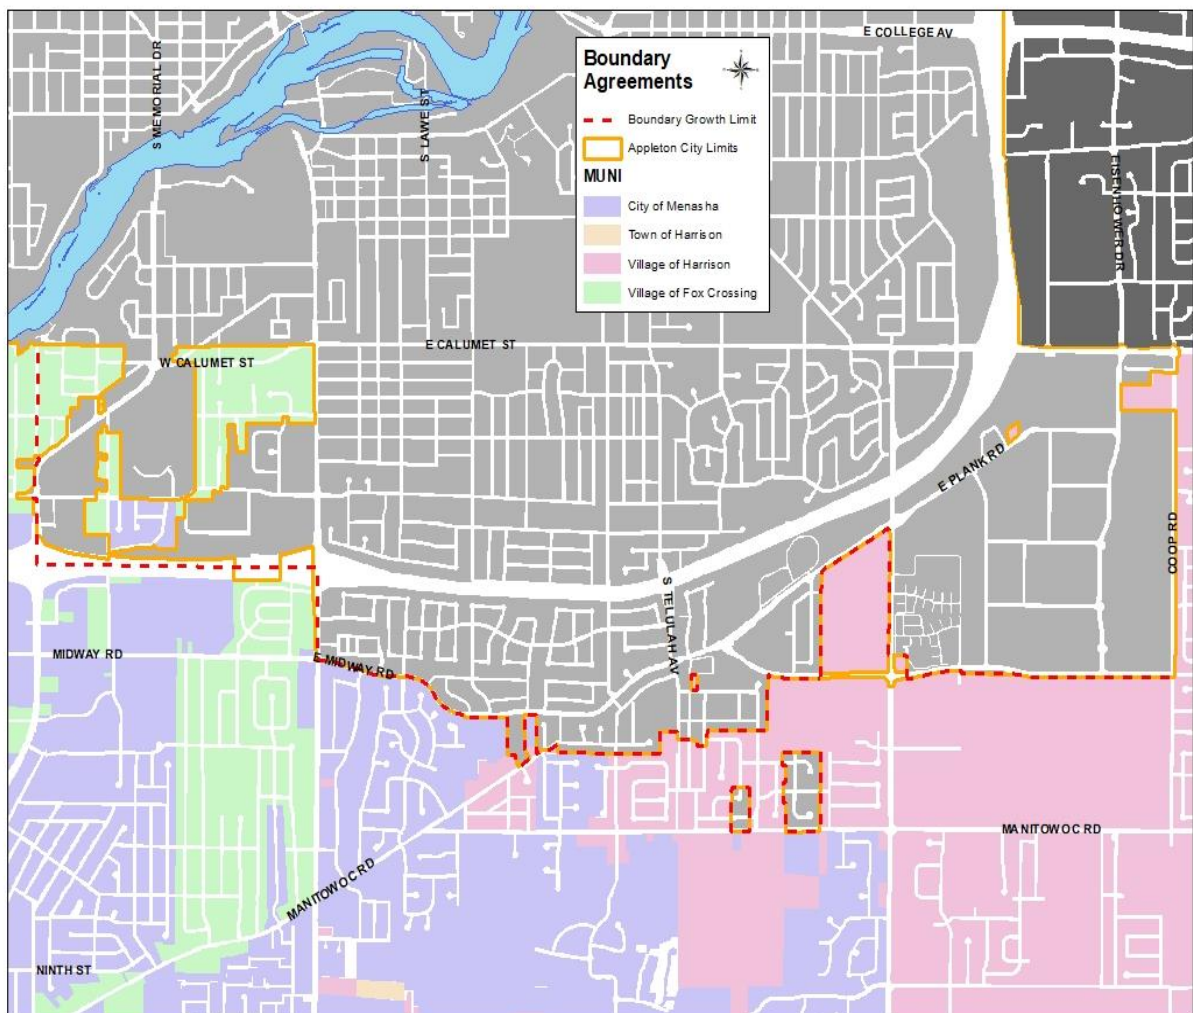 E COLLEGE AV
S MEMORIAL DR
S LAWE ST
Boundary
Agreements
Boundary Growth Limit
Appleton City Limits
MUNI
City of Menasha
Town of Harrison
Village of Harrison
Village of Fox Crossing
EISENHOWER DR
E CALUMET ST
W CALUMET ST
E PLANK RD
COOP RD
S TELULAH AV
MIDWAY RD
E MIDWAY RD
MANITOWOC RD
MANITOWOC RD
NINTH ST